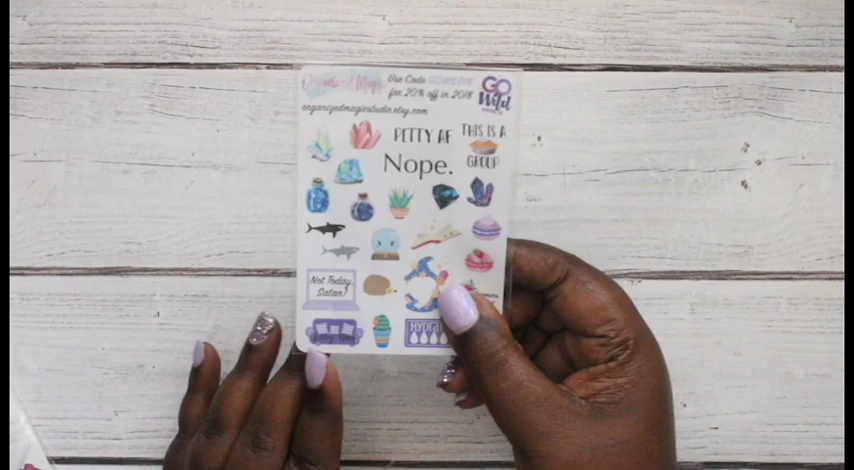 Organized Magic
Use Code
for 20% off in 2018
GO
Wild
organizedmagicstudio.etsy.com
PETTY AF
THIS IS A
GROUP
Nope.
Not Today,
Satan